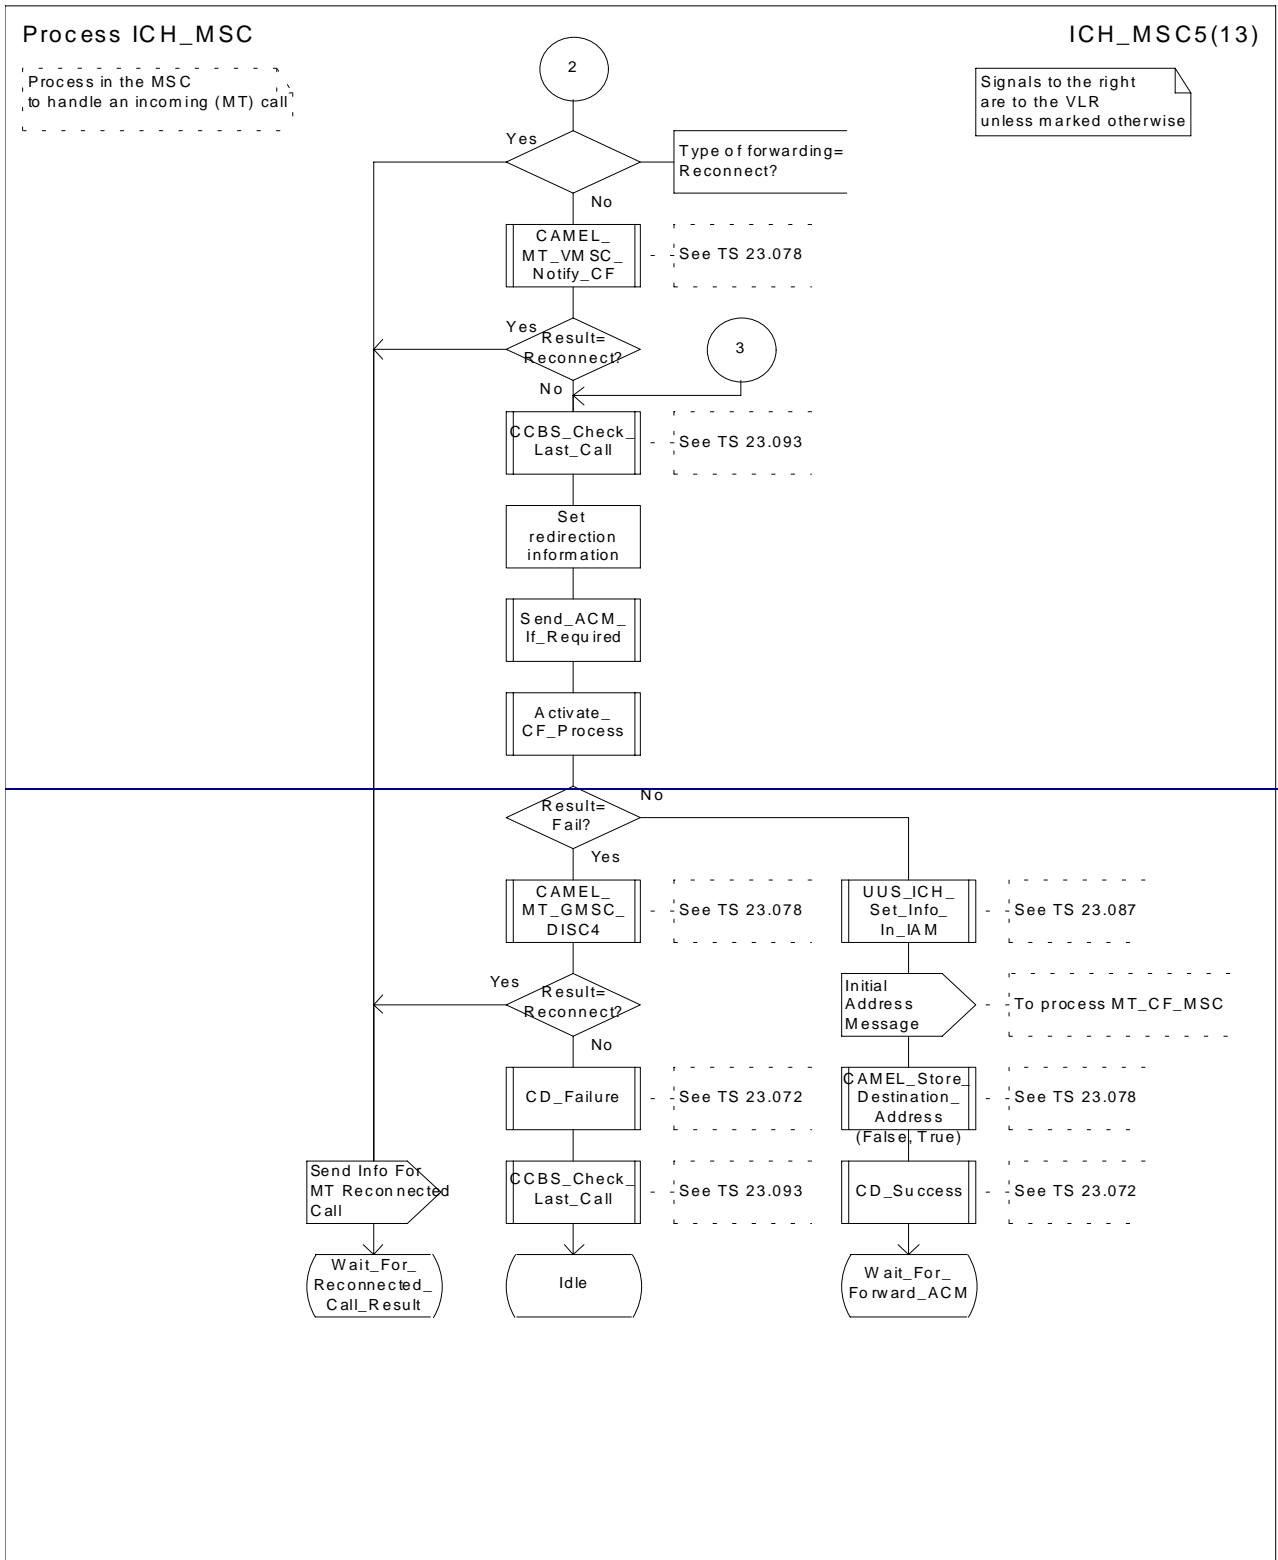 Process ICH_MSC
ICH_MSC5(13)
Process in the MSC
to handle an incoming (MT) call
2
Signals to the right
are to the VLR
unless marked otherwise
Yes
Type of forwarding=
Reconnect?
No
CAMEL_
MT_VMSC_
Notify_CF
See TS 23.078
Yes
Result=
Reconnect?
3
No
CCBS_Check_
Last_Call
See TS 23.093
Set
redirection
information
Send_ACM_
If_Required
Activate_
CF_Process
No
Result=
Fail?
Yes
CAMEL_
MT_GMSC_
DISC4
See TS 23.078
UUS_ICH_
Set_Info_
In_IAM
See TS 23.087
Yes
Result=
Reconnect?
Initial
Address
Message
To process MT_CF_MSC
No
CD_Failure
See TS 23.072
CAMEL_Store_
Destination_
Address
(False, True)
See TS 23.078
Send Info For
MT Reconnected
Call
CCBS_Check_
Last_Call
See TS 23.093
CD_Success
See TS 23.072
Wait_For_
Reconnected_
Call_Result
Idle
Wait_For_
Forward_ACM